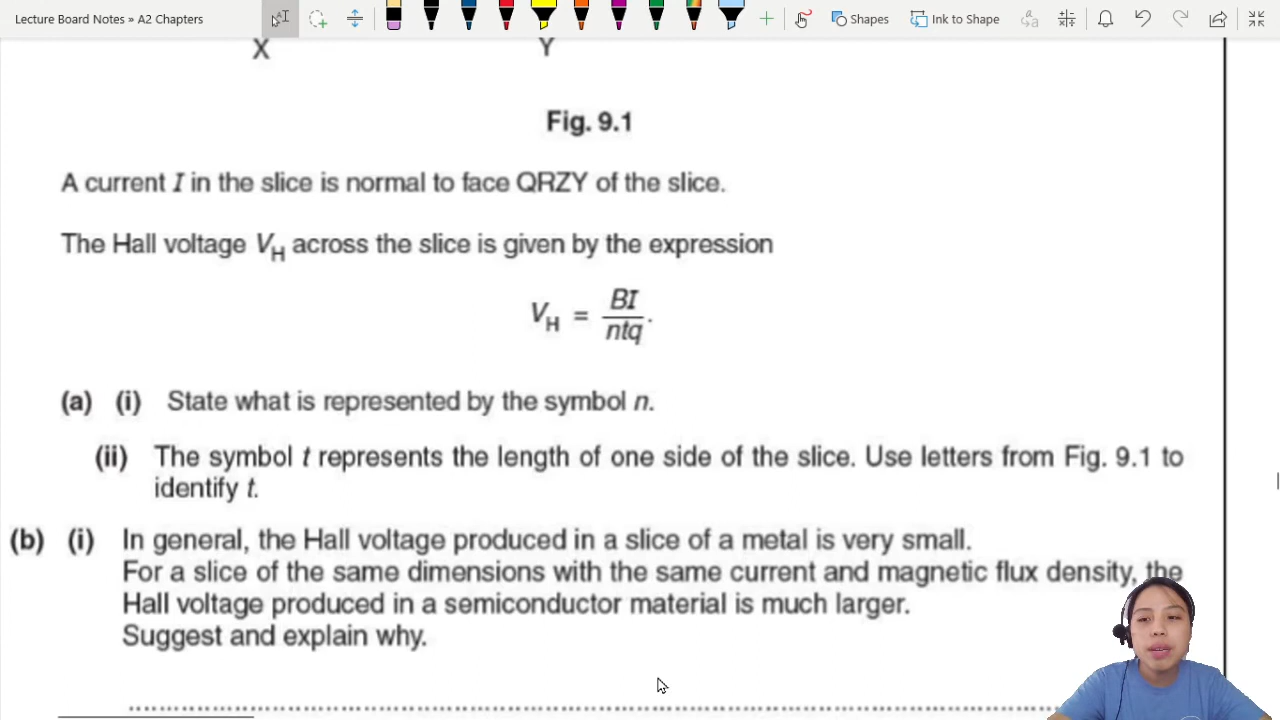 Lecture Board Notes » A2 Chapters
Shapes
Ink to Shape
X Y
Fig. 9.1
A current I in the slice is normal to face QRZY of the slice.
The Hall voltage VH across the slice is given by the expression
VH = BI / ntq.
(a) (i) State what is represented by the symbol n.
(ii) The symbol t represents the length of one side of the slice. Use letters from Fig. 9.1 to
identify t.
(b) (i) In general, the Hall voltage produced in a slice of a metal is very small.
For a slice of the same dimensions with the same current and magnetic flux density, the
Hall voltage produced in a semiconductor material is much larger.
Suggest and explain why.